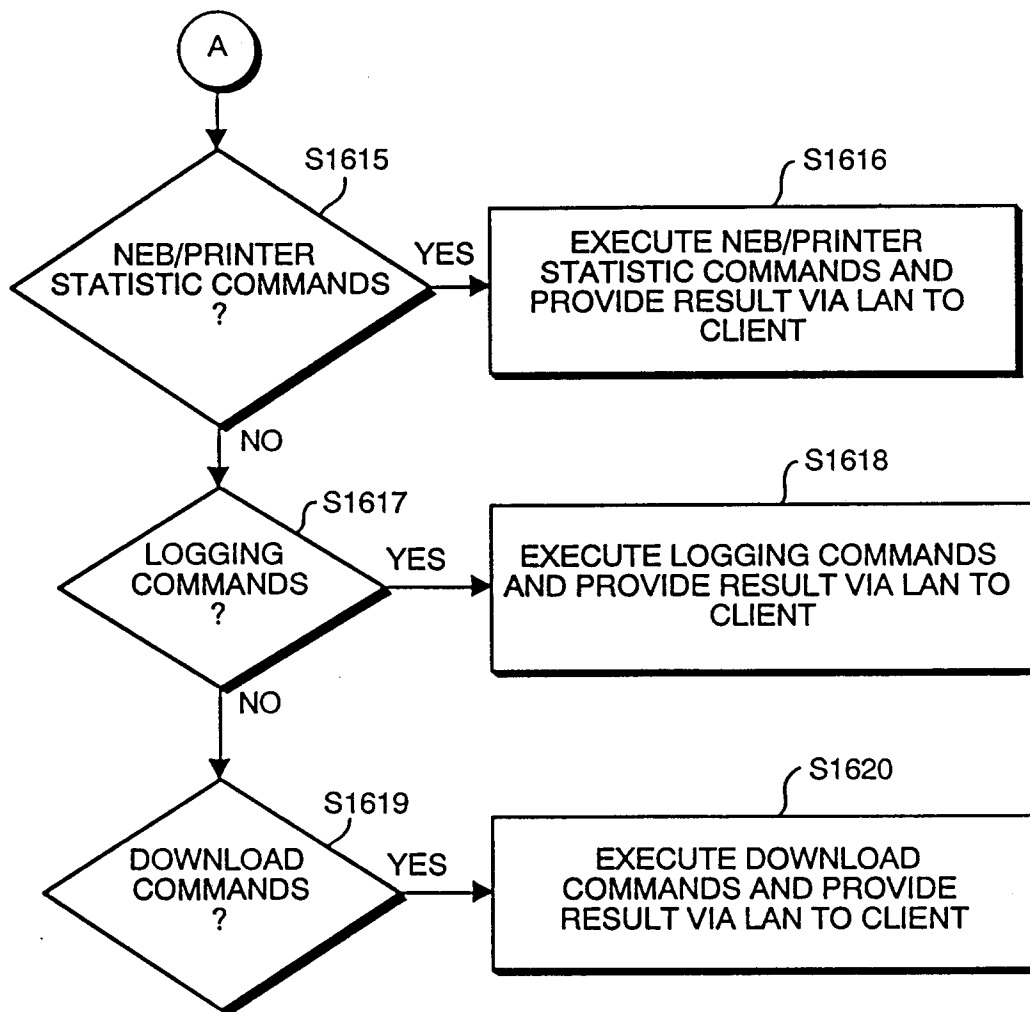 A
S1615
NEB/PRINTER
STATISTIC COMMANDS
?
YES
S1616
EXECUTE NEB/PRINTER
STATISTIC COMMANDS AND
PROVIDE RESULT VIA LAN TO
CLIENT
NO
S1617
LOGGING
COMMANDS
?
YES
S1618
EXECUTE LOGGING COMMANDS
AND PROVIDE RESULT VIA LAN TO
CLIENT
NO
S1619
DOWNLOAD
COMMANDS
?
YES
S1620
EXECUTE DOWNLOAD
COMMANDS AND PROVIDE
RESULT VIA LAN TO CLIENT